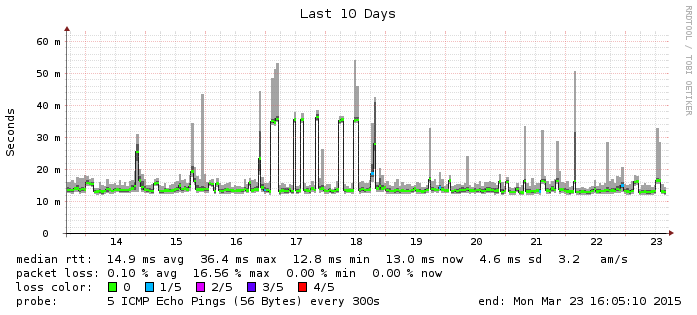 Last 10 Days
RRDTOOL / TOBI OETIKER
Seconds
60 m
50 m
40 m
30 m
20 m
10 m
0
14 15 16 17 18 19 20 21 22 23
median rtt: 14.9 ms avg 36.4 ms max 12.8 ms min 13.0 ms now 4.6 ms sd 3.2 am/s
packet loss: 0.10 % avg 16.56 % max 0.00 % min 0.00 % now
loss color: 0 1/5 2/5 3/5 4/5
probe: 5 ICMP Echo Pings (56 Bytes) every 300s end: Mon Mar 23 16:05:10 2015